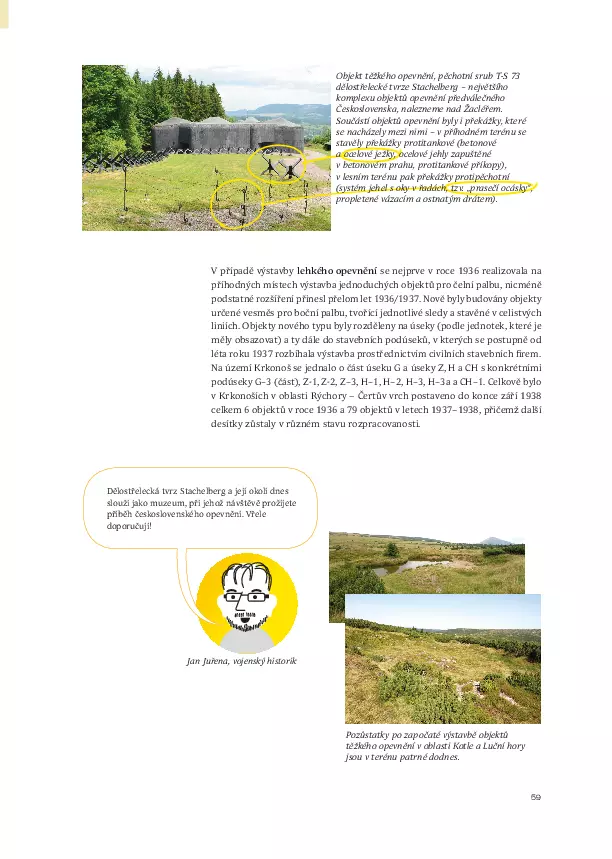 Objekt těžkého opevnění, pěchotní srub T-S 73
dělostřelecké tvrze Stachelberg – největšího
komplexu objektů opevnění předválečného
Československa, nalezneme nad Žacléřem.
Součástí objektů opevnění byly i překážky, které
se nacházely mezi nimi – v příhodném terénu se
stavěly překážky protitankové (betonové
a ocelové ježky, ocelové jehly zapuštěné
v betonovém prahu, protitankové příkopy),
v lesním terénu pak překážky protipěchotní
(systém jehel s oky v řadách, tzv. „prasečí ocásky“,
propletené vázacím a ostnatým drátem).
V případě výstavby lehkého opevnění se nejprve v roce 1936 realizovala na
příhodných místech výstavba jednoduchých objektů pro čelní palbu, nicméně
podstatné rozšíření přinesl přelom let 1936/1937. Nově byly budovány objekty
určené vesměs pro boční palbu, tvořící jednotlivé sledy a stavěné v celistvých
liniích. Objekty nového typu byly rozděleny na úseky (podle jednotek, které je
měly obsazovat) a ty dále do stavebních podúseků, v kterých se postupně od
léta roku 1937 rozbíhala výstavba prostřednictvím civilních stavebních firem.
Na území Krkonoš se jednalo o část úseku G a úseky Z, H a CH s konkrétními
podúseky G–3 (část), Z-1, Z-2, Z–3, H–1, H–2, H–3, H–3a a CH–1. Celkově bylo
v Krkonoších v oblasti Rýchory – Čertův vrch postaveno do konce září 1938
celkem 6 objektů v roce 1936 a 79 objektů v letech 1937–1938, přičemž další
desítky zůstaly v různém stavu rozpracovanosti.
Dělostřelecká tvrz Stachelberg a její okolí dnes
slouží jako muzeum, při jehož návštěvě prožijete
příběh československého opevnění. Vřele
doporučuji!
Jan Juřena, vojenský historik
Pozůstatky po započaté výstavbě objektů
těžkého opevnění v oblasti Kotle a Luční hory
jsou v terénu patrné dodnes.
59